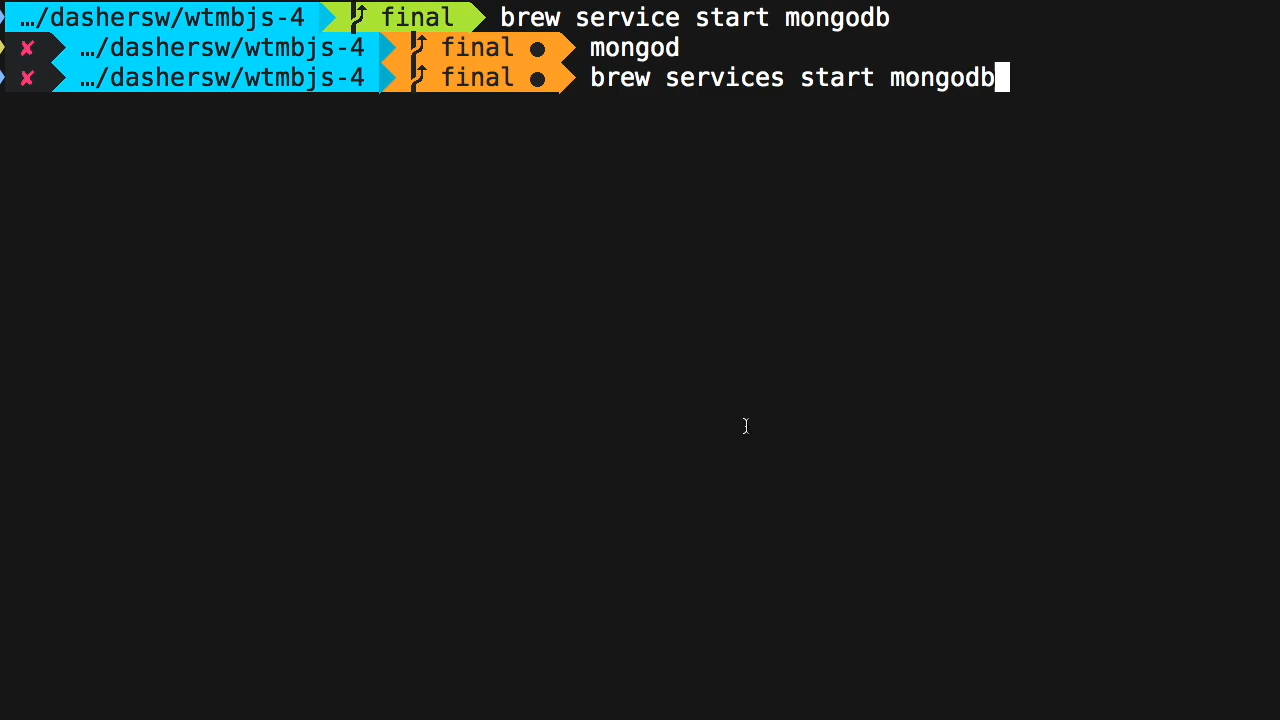 …/dashersw/wtmbjs-4 final brew service start mongodb
✘ …/dashersw/wtmbjs-4 final ● mongod
✘ …/dashersw/wtmbjs-4 final ● brew services start mongodb